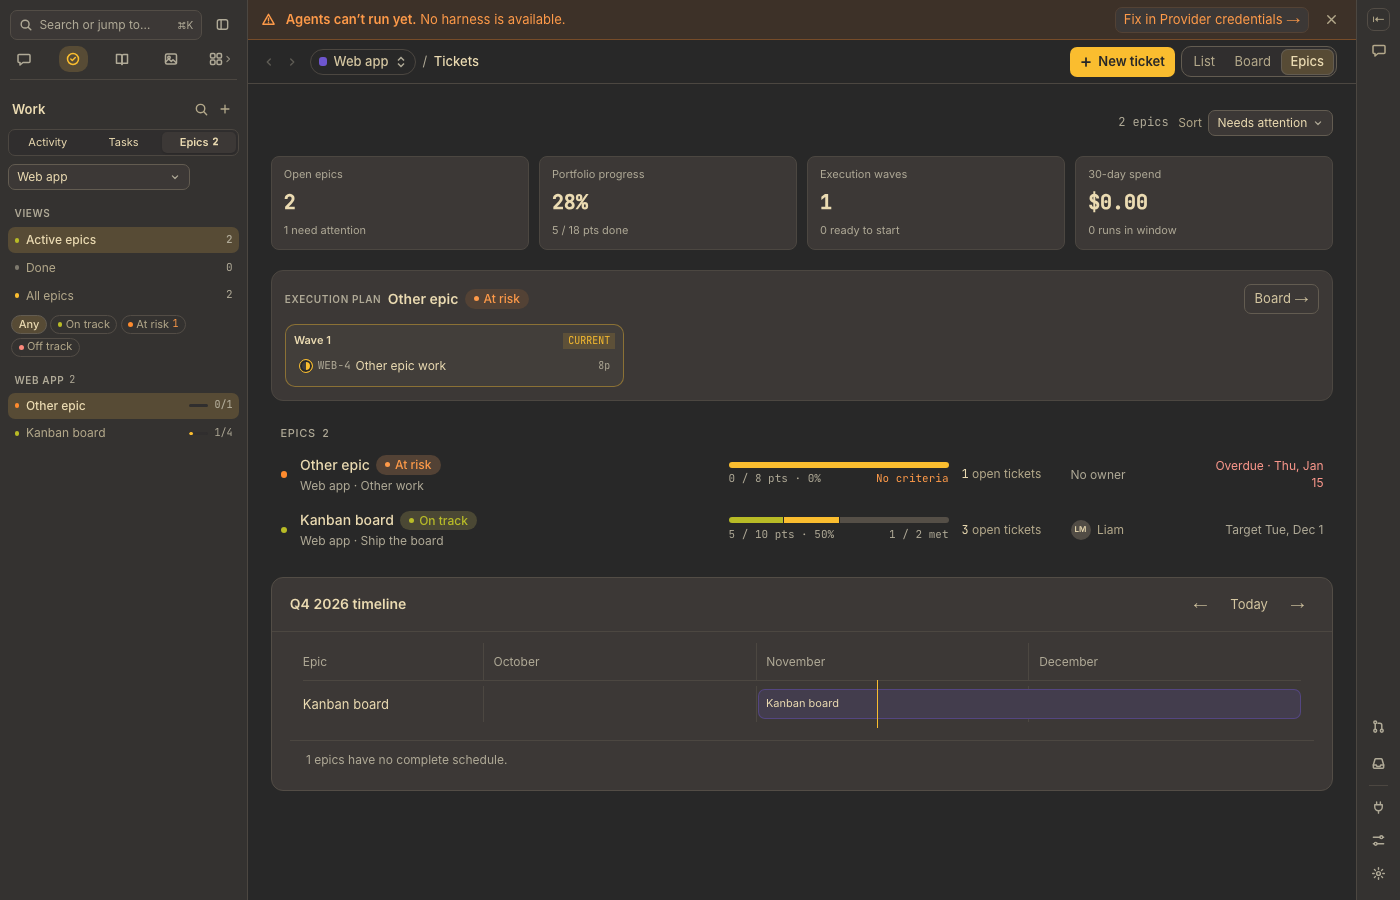 Search or jump to... ⌘K
Agents can't run yet. No harness is available.
Fix in Provider credentials →
Web app / Tickets
+ New ticket
List Board Epics
Work
Activity Tasks Epics 2
Web app
VIEWS
Active epics 2
Done 0
All epics 2
Any On track At risk 1
Off track
WEB APP 2
Other epic 0/1
Kanban board 1/4
2 epics Sort Needs attention
Open epics
2
1 need attention
Portfolio progress
28%
5 / 18 pts done
Execution waves
1
0 ready to start
30-day spend
$0.00
0 runs in window
EXECUTION PLAN Other epic At risk
Board →
Wave 1 CURRENT
WEB-4 Other epic work 8p
EPICS 2
Other epic At risk
Web app · Other work
0 / 8 pts · 0% No criteria
1 open tickets
No owner
Overdue · Thu, Jan
15
Kanban board On track
Web app · Ship the board
5 / 10 pts · 50% 1 / 2 met
3 open tickets
LM Liam
Target Tue, Dec 1
Q4 2026 timeline
← Today →
Epic October November December
Kanban board Kanban board
1 epics have no complete schedule.